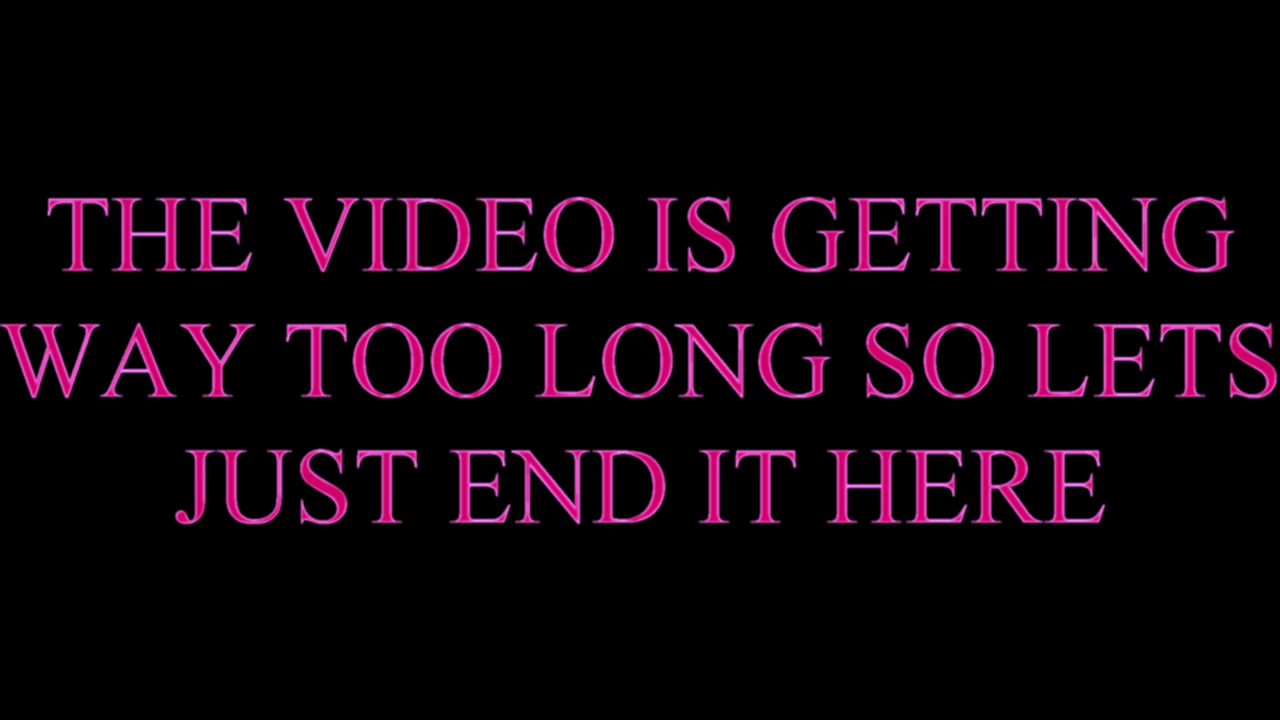 THE VIDEO IS GETTING
WAY TOO LONG SO LETS
JUST END IT HERE